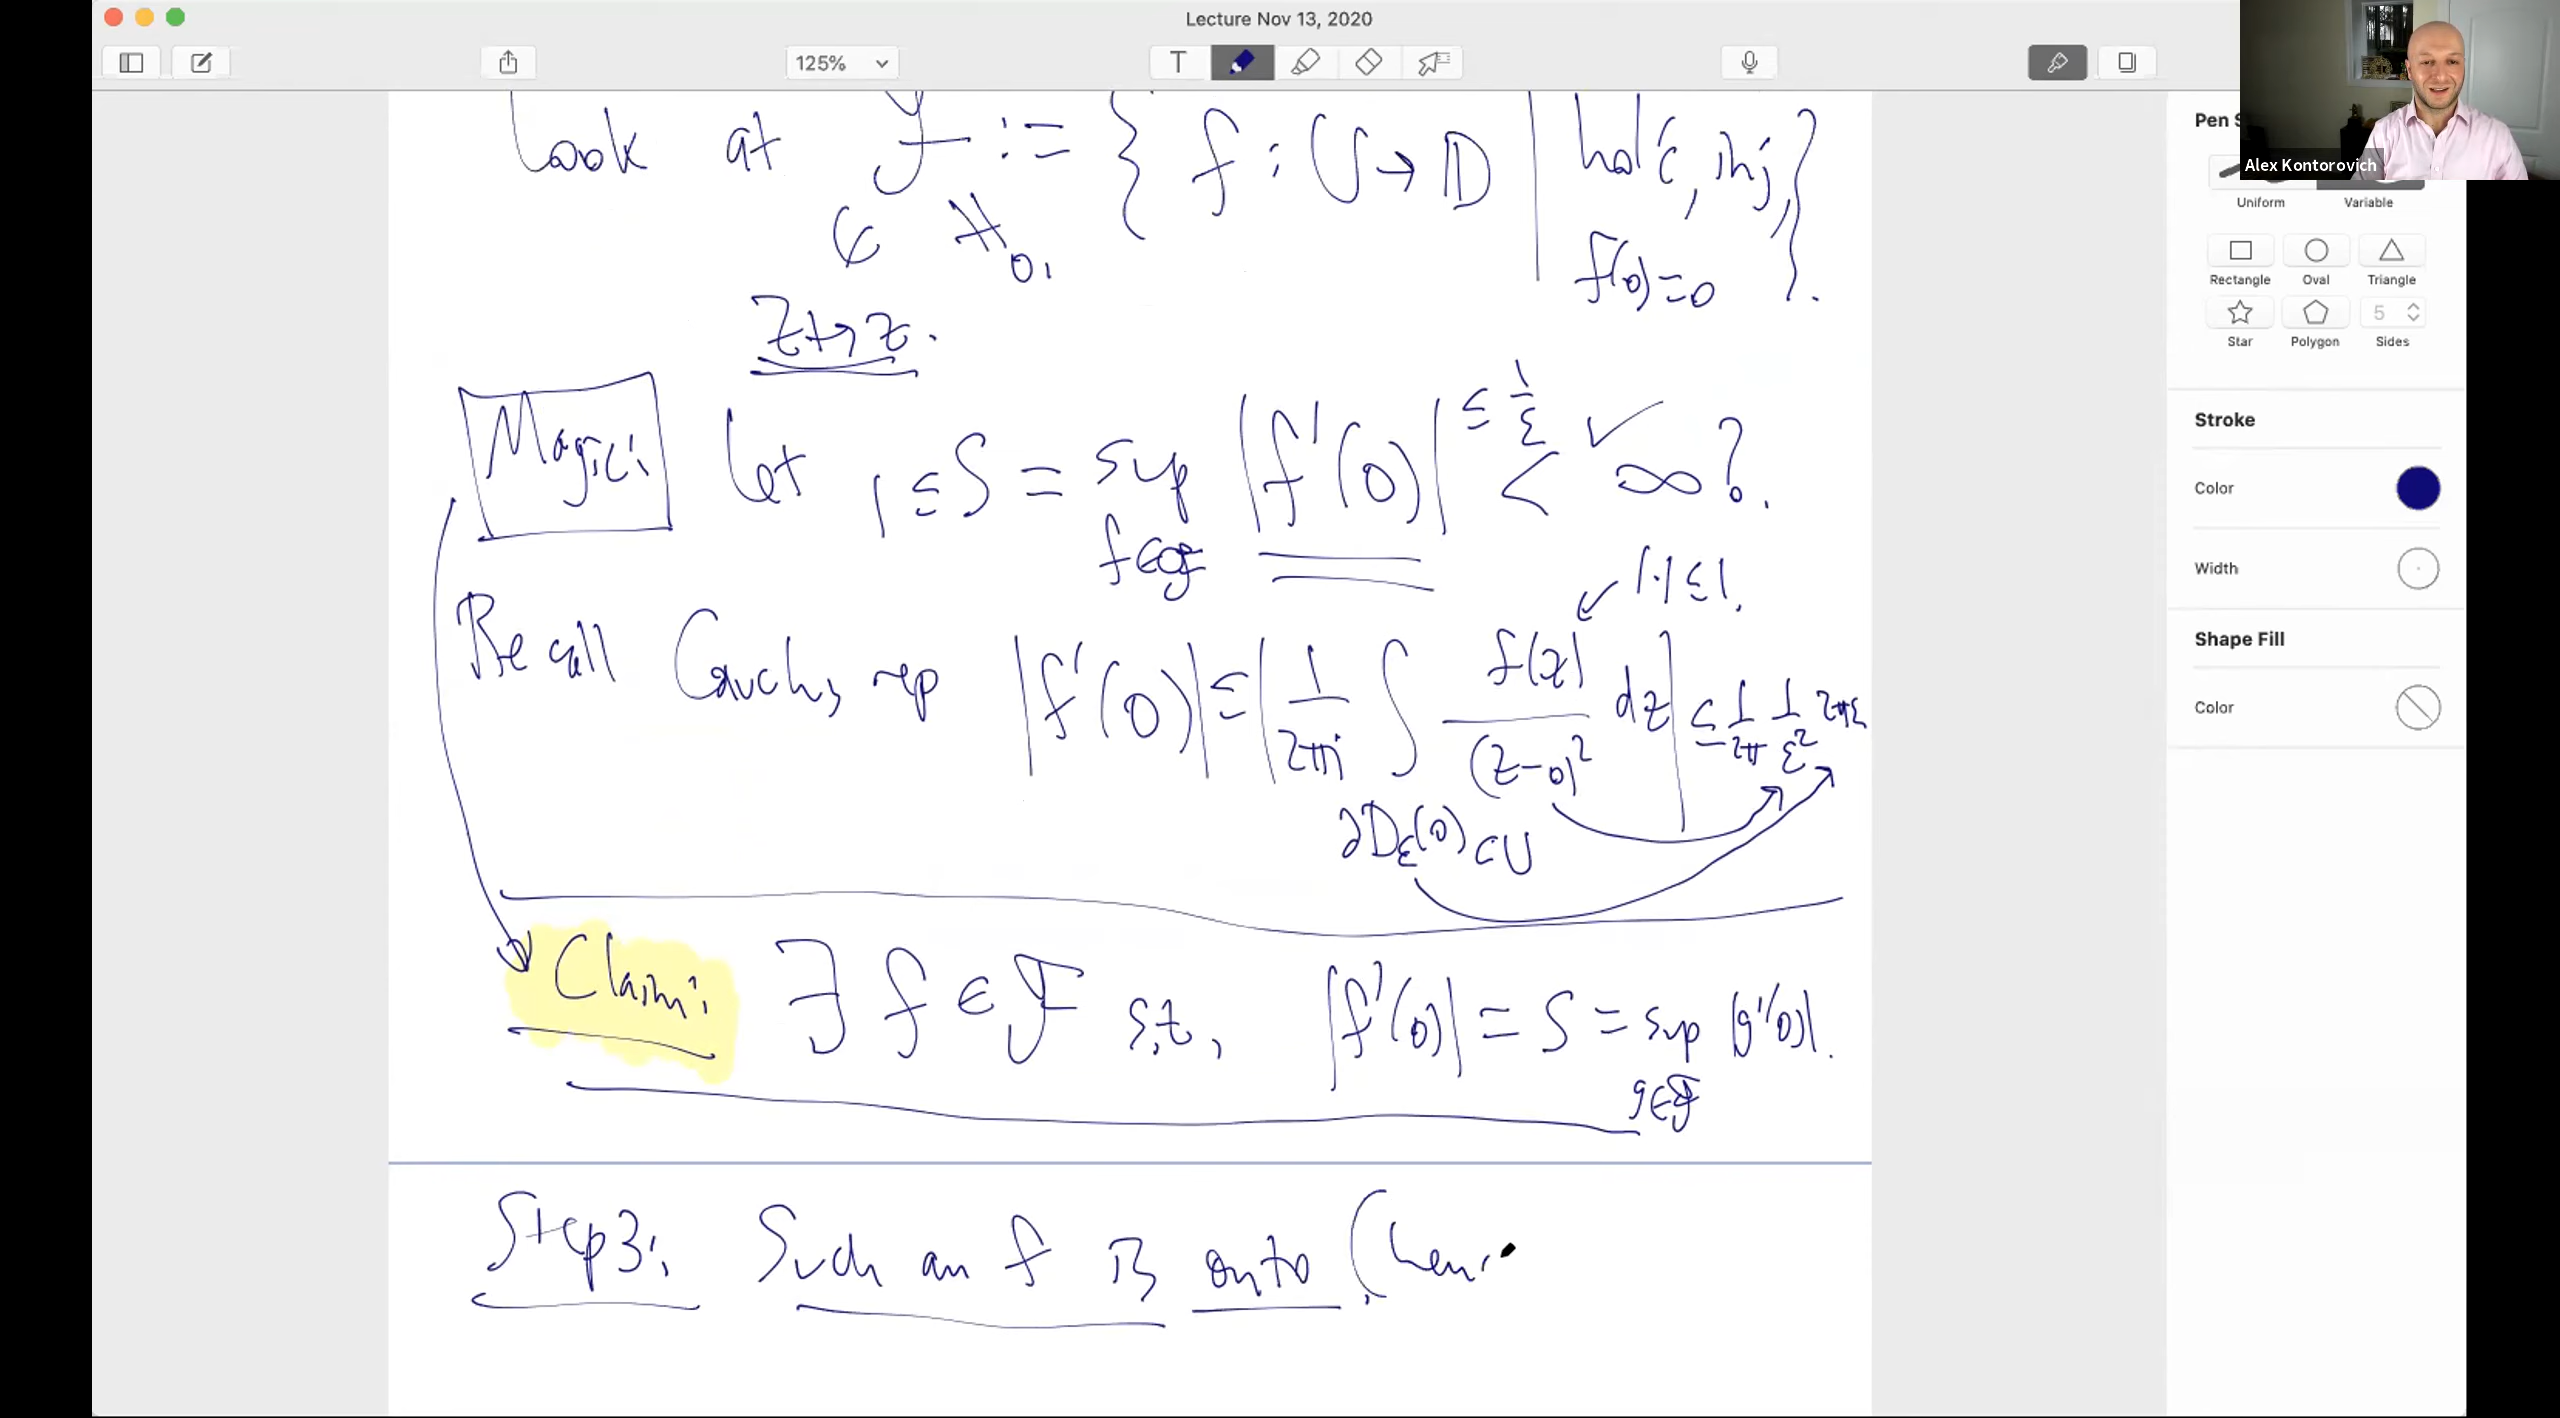 Lecture Nov 13, 2020
125%
T
Alex Kontorovich
Pen S
Uniform
Variable
Rectangle
Oval
Triangle
Star
Polygon
5
Sides
Stroke
Color
Width
Shape Fill
Color
Look at F := { f : U → D | hol'c, inj,
∋ H0, f(0)=0 }.
z ↦ z.
Magic: Let 1 ≤ S = sup |f'(0)| ≤ 1/ε < ∞ ? ✓.
f∈F
|·| ≤ 1.
Recall Cauchy rep |f'(0)| ≤ | 1/2πi ∫ f(z)/(z-0)² dz | ≤ 1/2π 1/ε² 2πε
∂Dε(0) ⊂ U
Claim: ∃ f ∈ F s.t. |f'(0)| = S = sup |g'(0)|.
g∈F
Step 3: Such an f is onto (henc